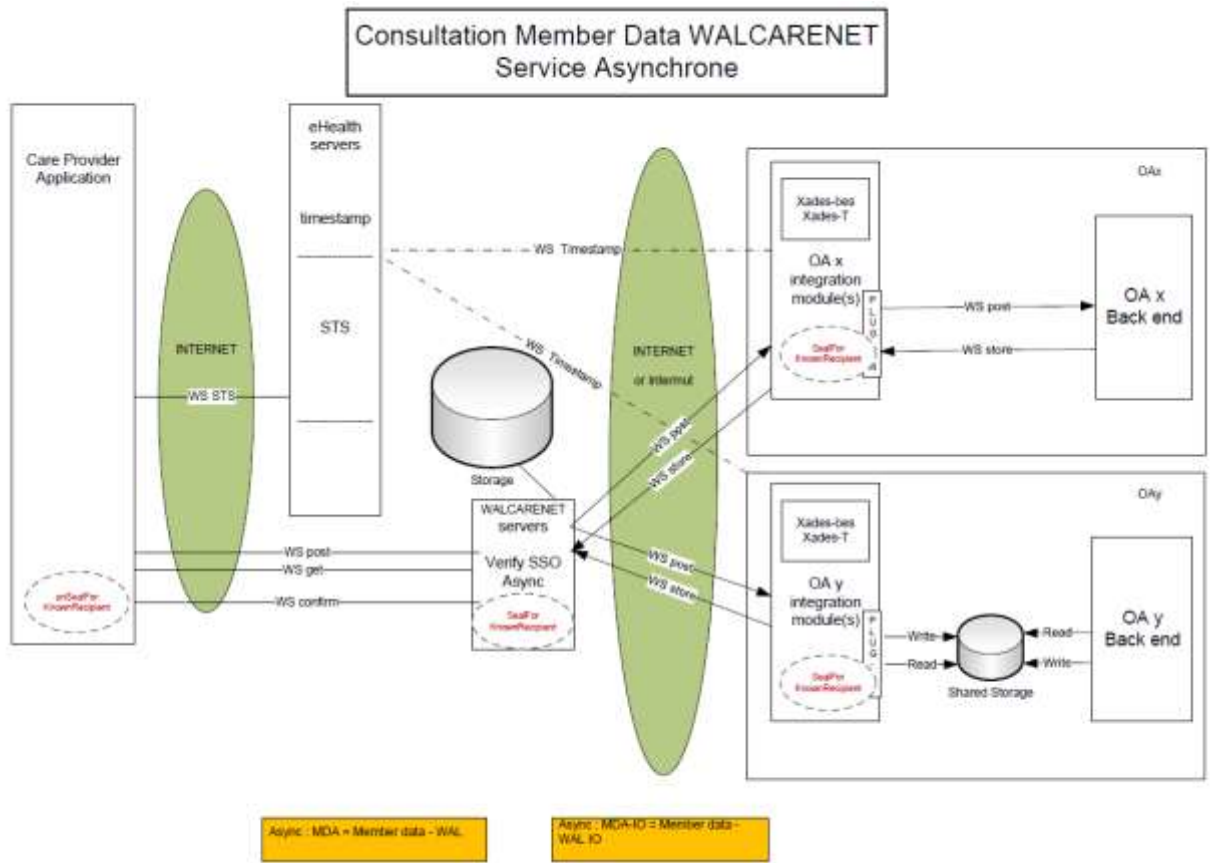 Consultation Member Data WALCARENET
Service Asynchrone
Care Provider
Application
unSealFor
KnownRecipient
INTERNET
eHealth
servers
timestamp
STS
WS STS
WS Timestamp
WS Timestamp
Storage
WALCARENET
servers
Verify SSO
Async
SealFor
KnownRecipient
WS post
WS get
WS confirm
INTERNET
or Intermut
WS post
WS store
WS post
WS store
OAx
Xades-bes
Xades-T
OA x
integration
module(s)
SealFor
KnownRecipient
P
L
U
G
WS post
WS store
OA x
Back end
OAy
Xades-bes
Xades-T
OA y
integration
module(s)
SealFor
KnownRecipient
P
L
U
G
Write
Read
Shared Storage
Read
Write
OA y
Back end
Async : MDA = Member data - WAL
Async : MDA-IO = Member data -
WAL IO